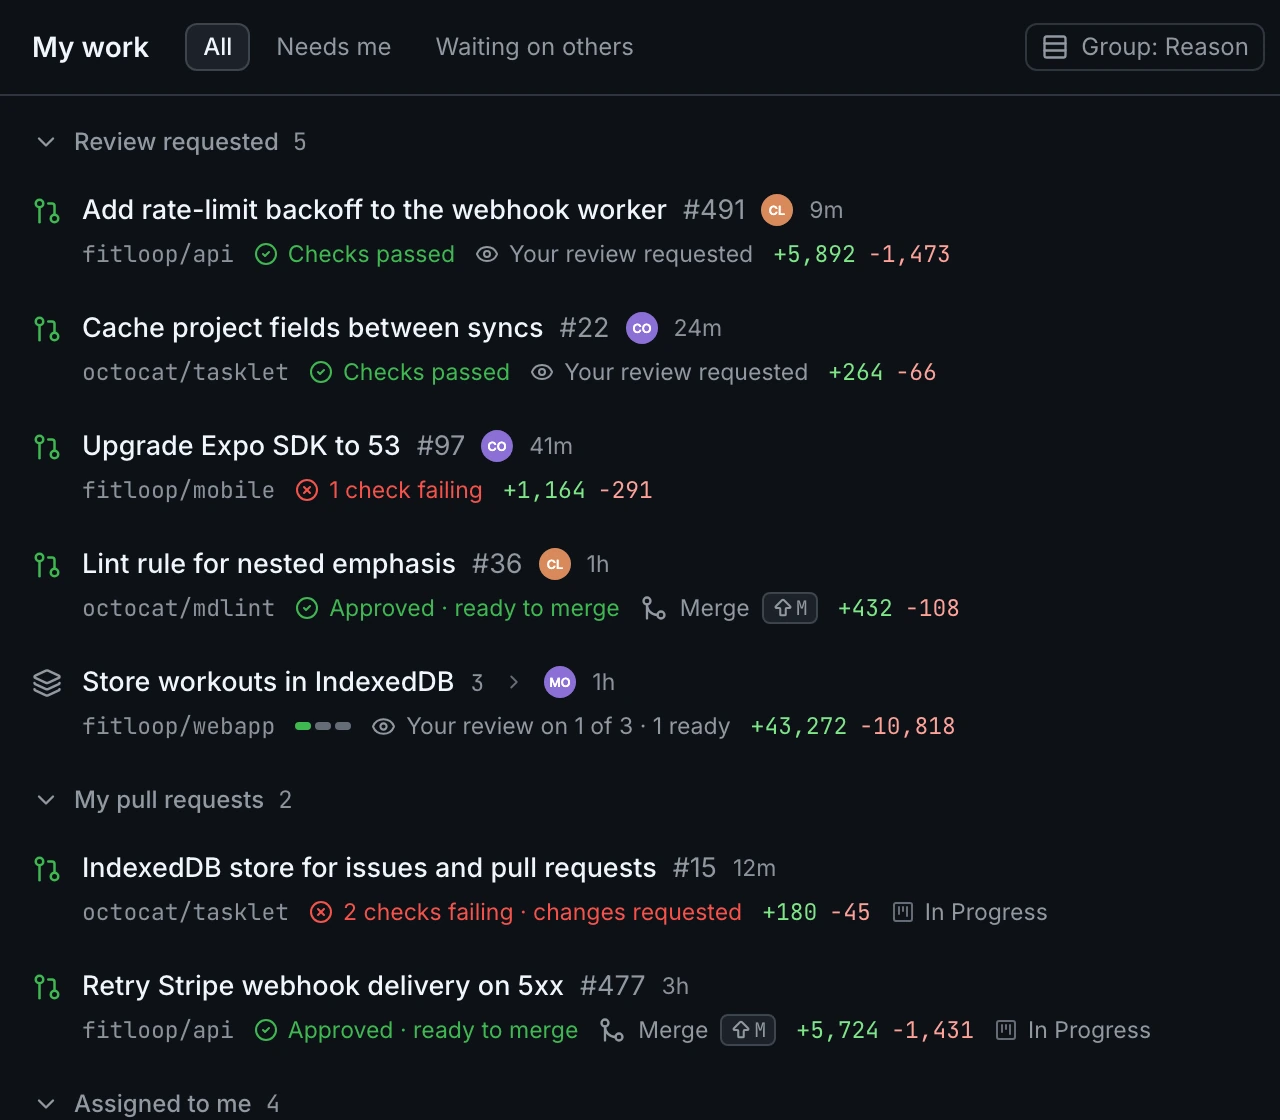 My work All Needs me Waiting on others Group: Reason
Review requested 5
Add rate-limit backoff to the webhook worker #491 CL 9m
fitloop/api Checks passed Your review requested +5,892 -1,473
Cache project fields between syncs #22 CO 24m
octocat/tasklet Checks passed Your review requested +264 -66
Upgrade Expo SDK to 53 #97 CO 41m
fitloop/mobile 1 check failing +1,164 -291
Lint rule for nested emphasis #36 CL 1h
octocat/mdlint Approved · ready to merge Merge ⇧M +432 -108
Store workouts in IndexedDB 3 MO 1h
fitloop/webapp Your review on 1 of 3 · 1 ready +43,272 -10,818
My pull requests 2
IndexedDB store for issues and pull requests #15 12m
octocat/tasklet 2 checks failing · changes requested +180 -45 In Progress
Retry Stripe webhook delivery on 5xx #477 3h
fitloop/api Approved · ready to merge Merge ⇧M +5,724 -1,431 In Progress
Assigned to me 4